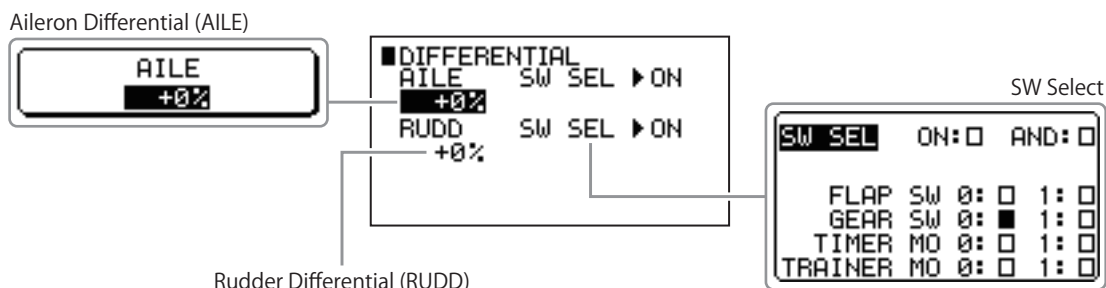 Aileron Differential (AILE)
AILE
+0%
■DIFFERENTIAL
AILE SW SEL ▶ON
+0%
RUDD SW SEL ▶ON
+0%
Rudder Differential (RUDD)
SW Select
SW SEL ON:□ AND:□
FLAP SW 0:□ 1:□
GEAR SW 0:■ 1:□
TIMER MO 0:□ 1:□
TRAINER MO 0:□ 1:□